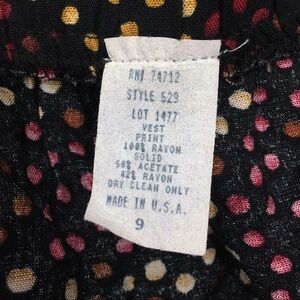 RN# 74712
STYLE 529
LOT 1477
VEST
PRINT
100% RAYON
SOLID
58% ACETATE
42% RAYON
DRY CLEAN ONLY
MADE IN U.S.A.
9